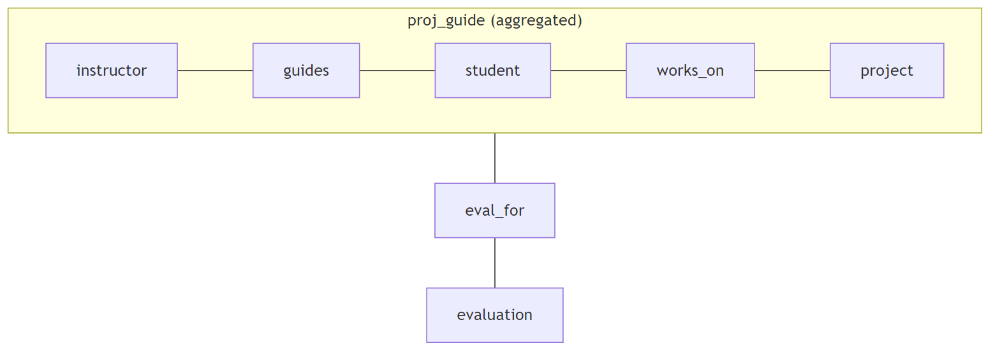 proj_guide (aggregated)
instructor
guides
student
works_on
project
eval_for
evaluation